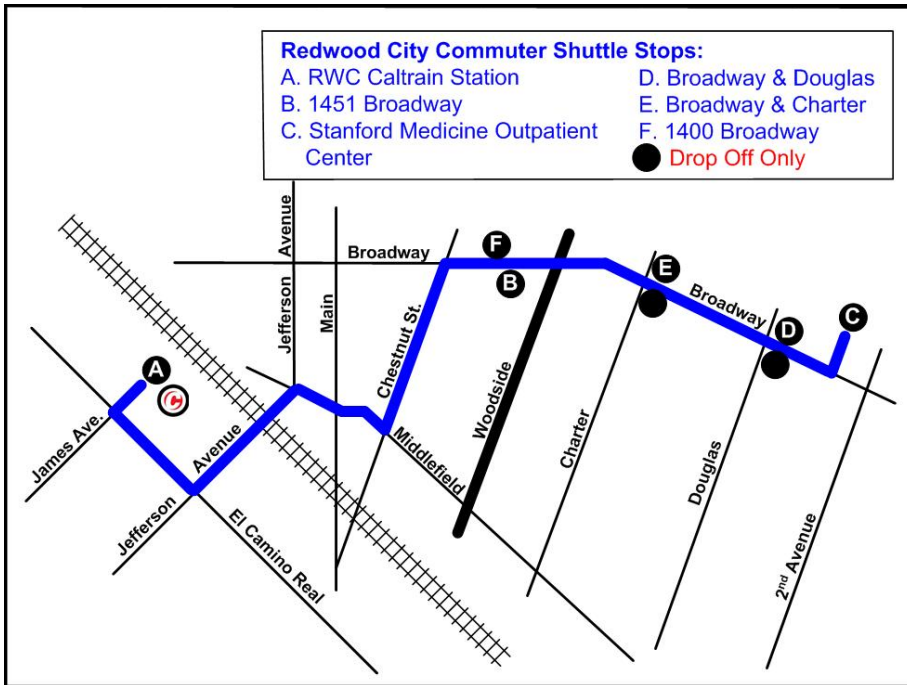 Redwood City Commuter Shuttle Stops:
A. RWC Caltrain Station
B. 1451 Broadway
C. Stanford Medicine Outpatient
Center
D. Broadway & Douglas
E. Broadway & Charter
F. 1400 Broadway
Drop Off Only
Jefferson Avenue
Main
Broadway
F
B
E
Broadway
D
C
Chestnut St.
Woodside
A
C
James Ave.
Avenue
Jefferson
El Camino Real
Middlefield
Charter
Douglas
2nd Avenue